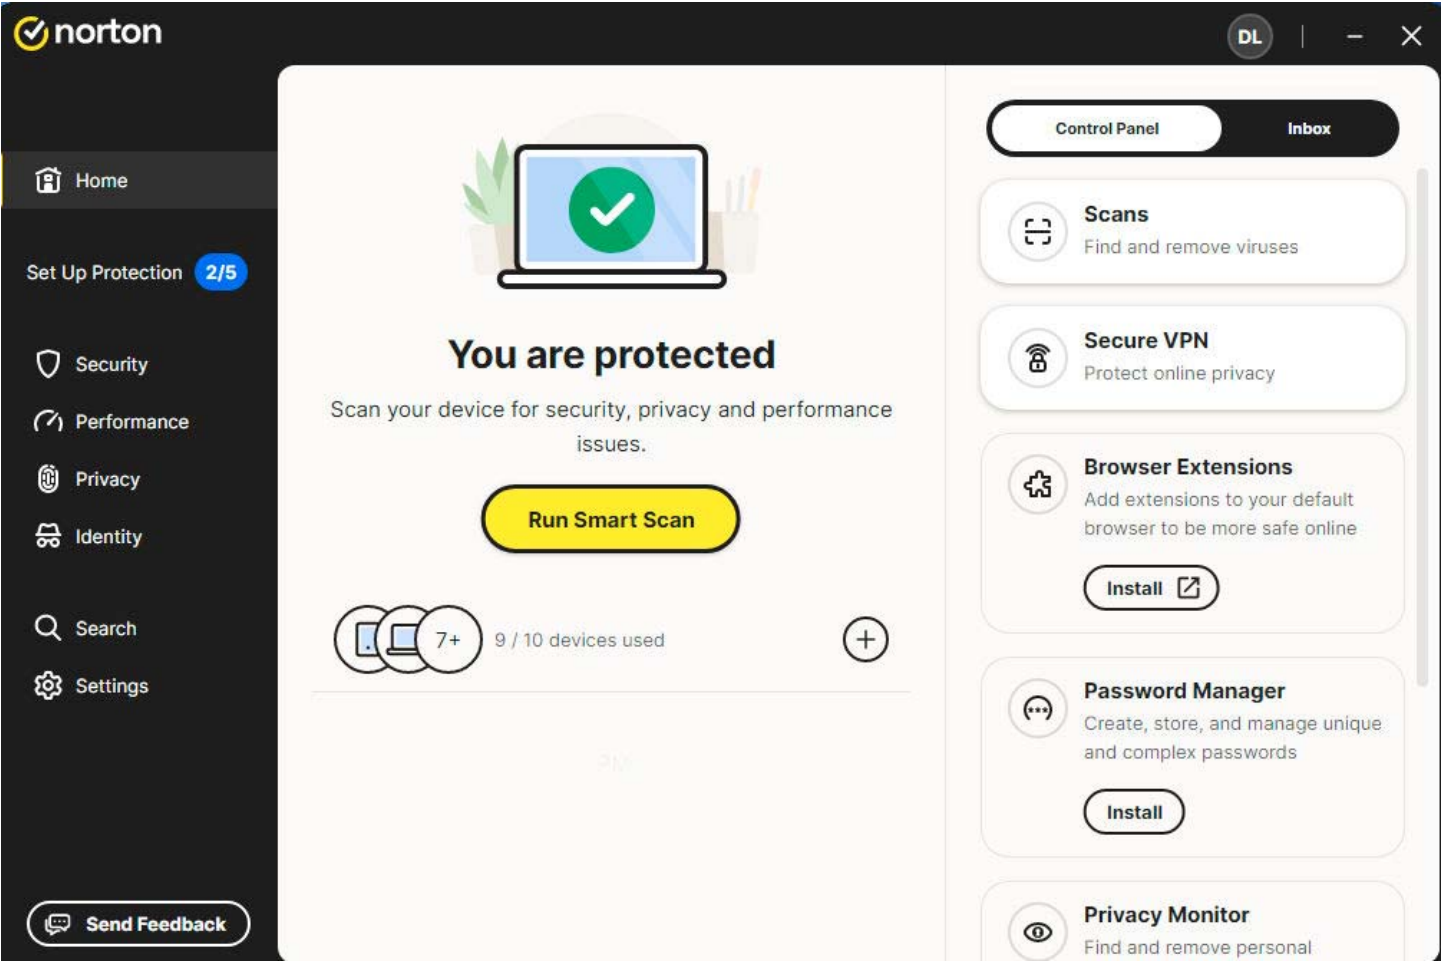 norton
DL
Home
Set Up Protection 2/5
Security
Performance
Privacy
Identity
Search
Settings
Send Feedback
You are protected
Scan your device for security, privacy and performance
issues.
Run Smart Scan
7+ 9 / 10 devices used
Control Panel Inbox
Scans
Find and remove viruses
Secure VPN
Protect online privacy
Browser Extensions
Add extensions to your default
browser to be more safe online
Install
Password Manager
Create, store, and manage unique
and complex passwords
Install
Privacy Monitor
Find and remove personal